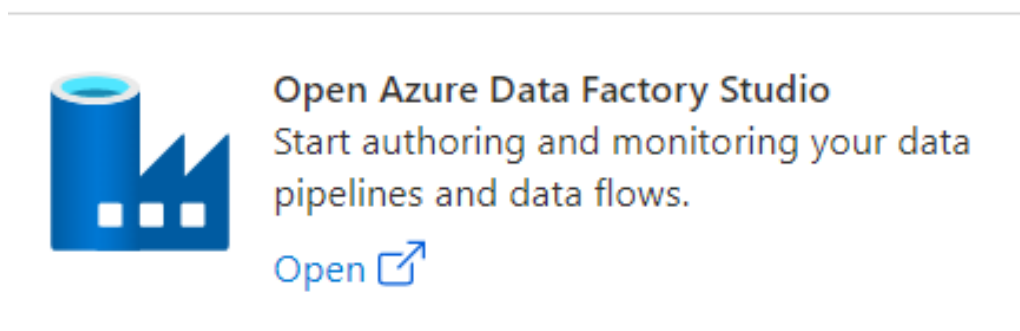 Open Azure Data Factory Studio
Start authoring and monitoring your data
pipelines and data flows.
Open